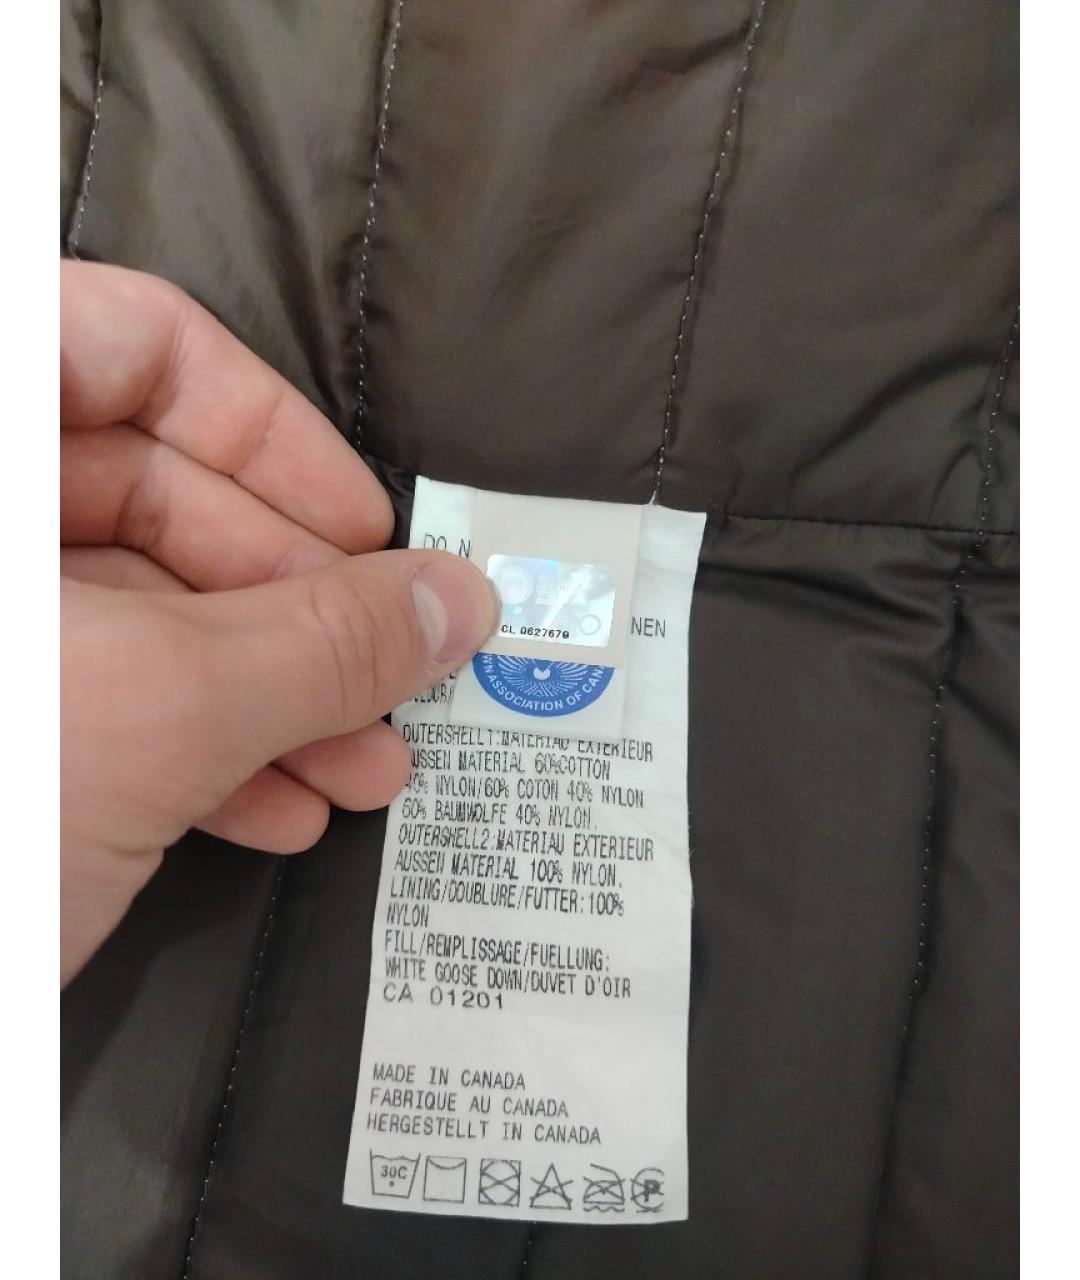 DO N
CL 0627679
NEN
WNASSOCIATION OF CAN
OUTERSHELL1:MATERIAU EXTERIEUR
AUSSEN MATERIAL 60%COTTON
40% NYLON/60% COTON 40% NYLON
60% BAUMWOLFE 40% NYLON.
OUTERSHELL2:MATERIAU EXTERIEUR
AUSSEN MATERIAL 100% NYLON.
LINING/DOUBLURE/FUTTER:100%
NYLON
FILL/REMPLISSAGE/FUELLUNG:
WHITE GOOSE DOWN/DUVET D'OIR
CA 01201
MADE IN CANADA
FABRIQUE AU CANADA
HERGESTELLT IN CANADA
30C P